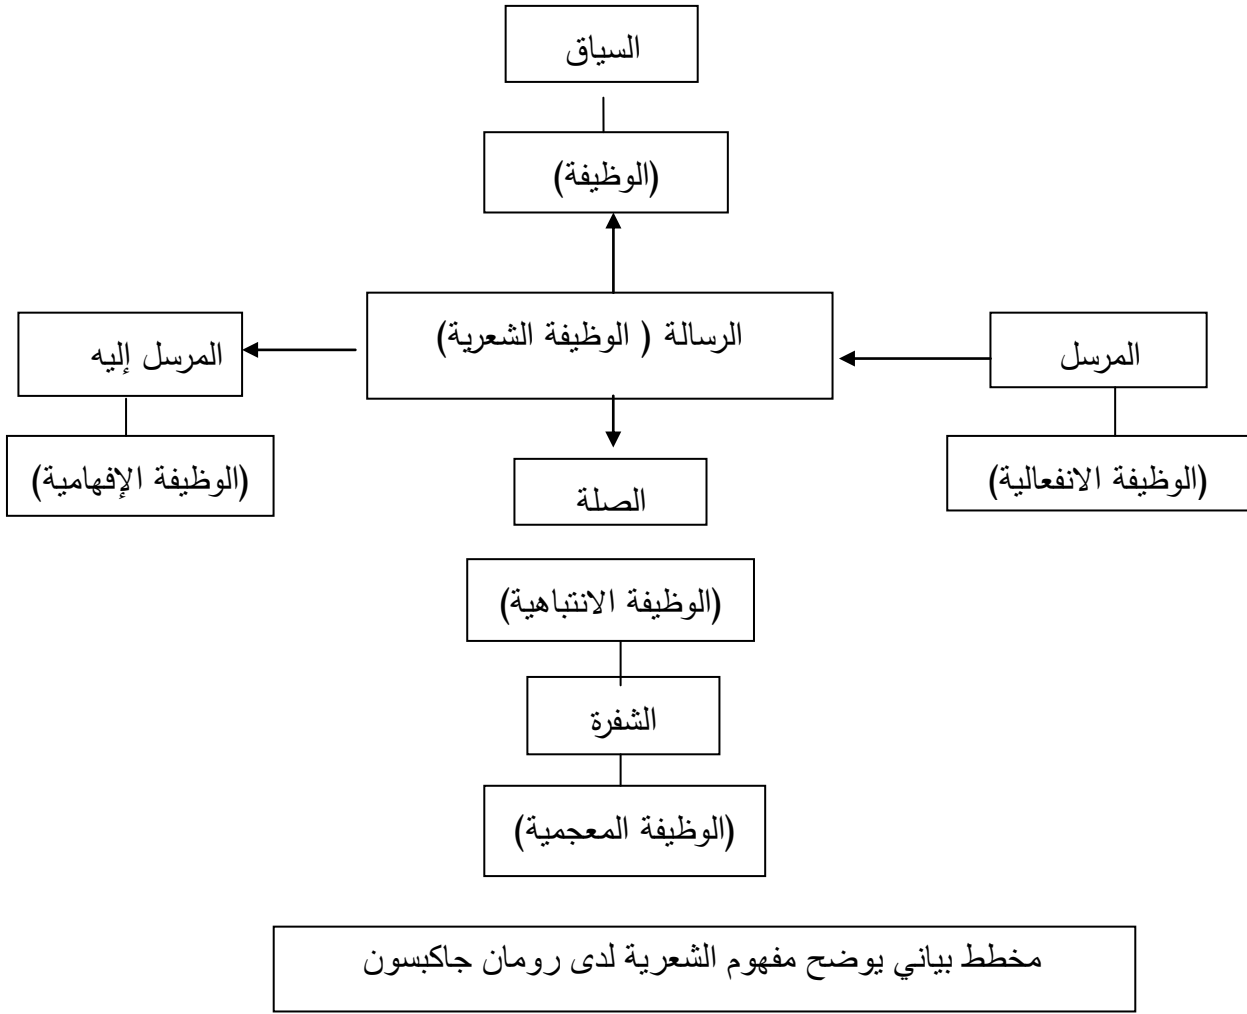 السياق
(الوظيفة)
الرسالة ( الوظيفة الشعرية)
المرسل
المرسل إليه
(الوظيفة الانفعالية)
(الوظيفة الإفهامية)
الصلة
(الوظيفة الانتباهية)
الشفرة
(الوظيفة المعجمية)
مخطط بياني يوضح مفهوم الشعرية لدى رومان جاكبسون